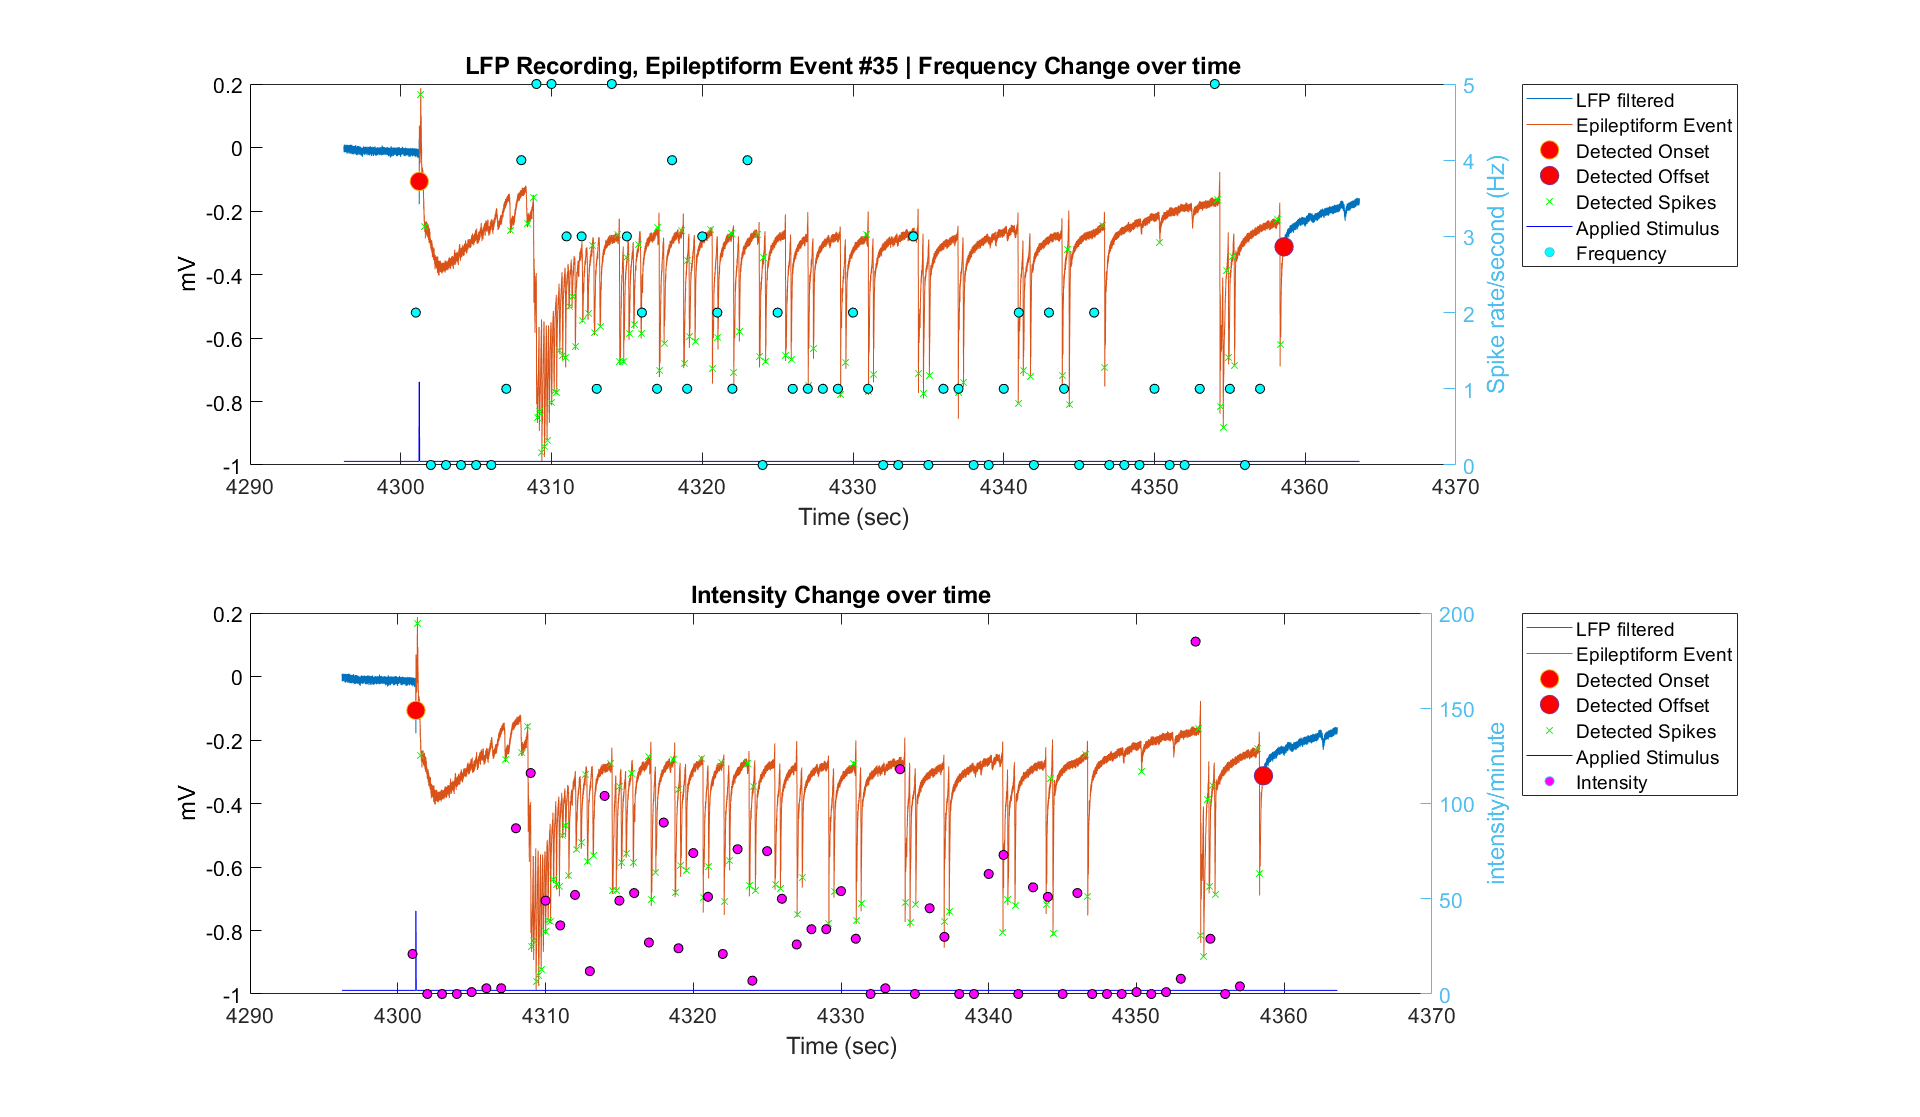 LFP Recording, Epileptiform Event #35 | Frequency Change over time
0.2
0
-0.2
-0.4
-0.6
-0.8
-1
mV
4290 4300 4310 4320 4330 4340 4350 4360 4370
Time (sec)
5
4
3
2
1
0
Spike rate/second (Hz)
LFP filtered
Epileptiform Event
Detected Onset
Detected Offset
Detected Spikes
Applied Stimulus
Frequency
Intensity Change over time
0.2
0
-0.2
-0.4
-0.6
-0.8
-1
mV
4290 4300 4310 4320 4330 4340 4350 4360 4370
Time (sec)
200
150
100
50
0
intensity/minute
LFP filtered
Epileptiform Event
Detected Onset
Detected Offset
Detected Spikes
Applied Stimulus
Intensity